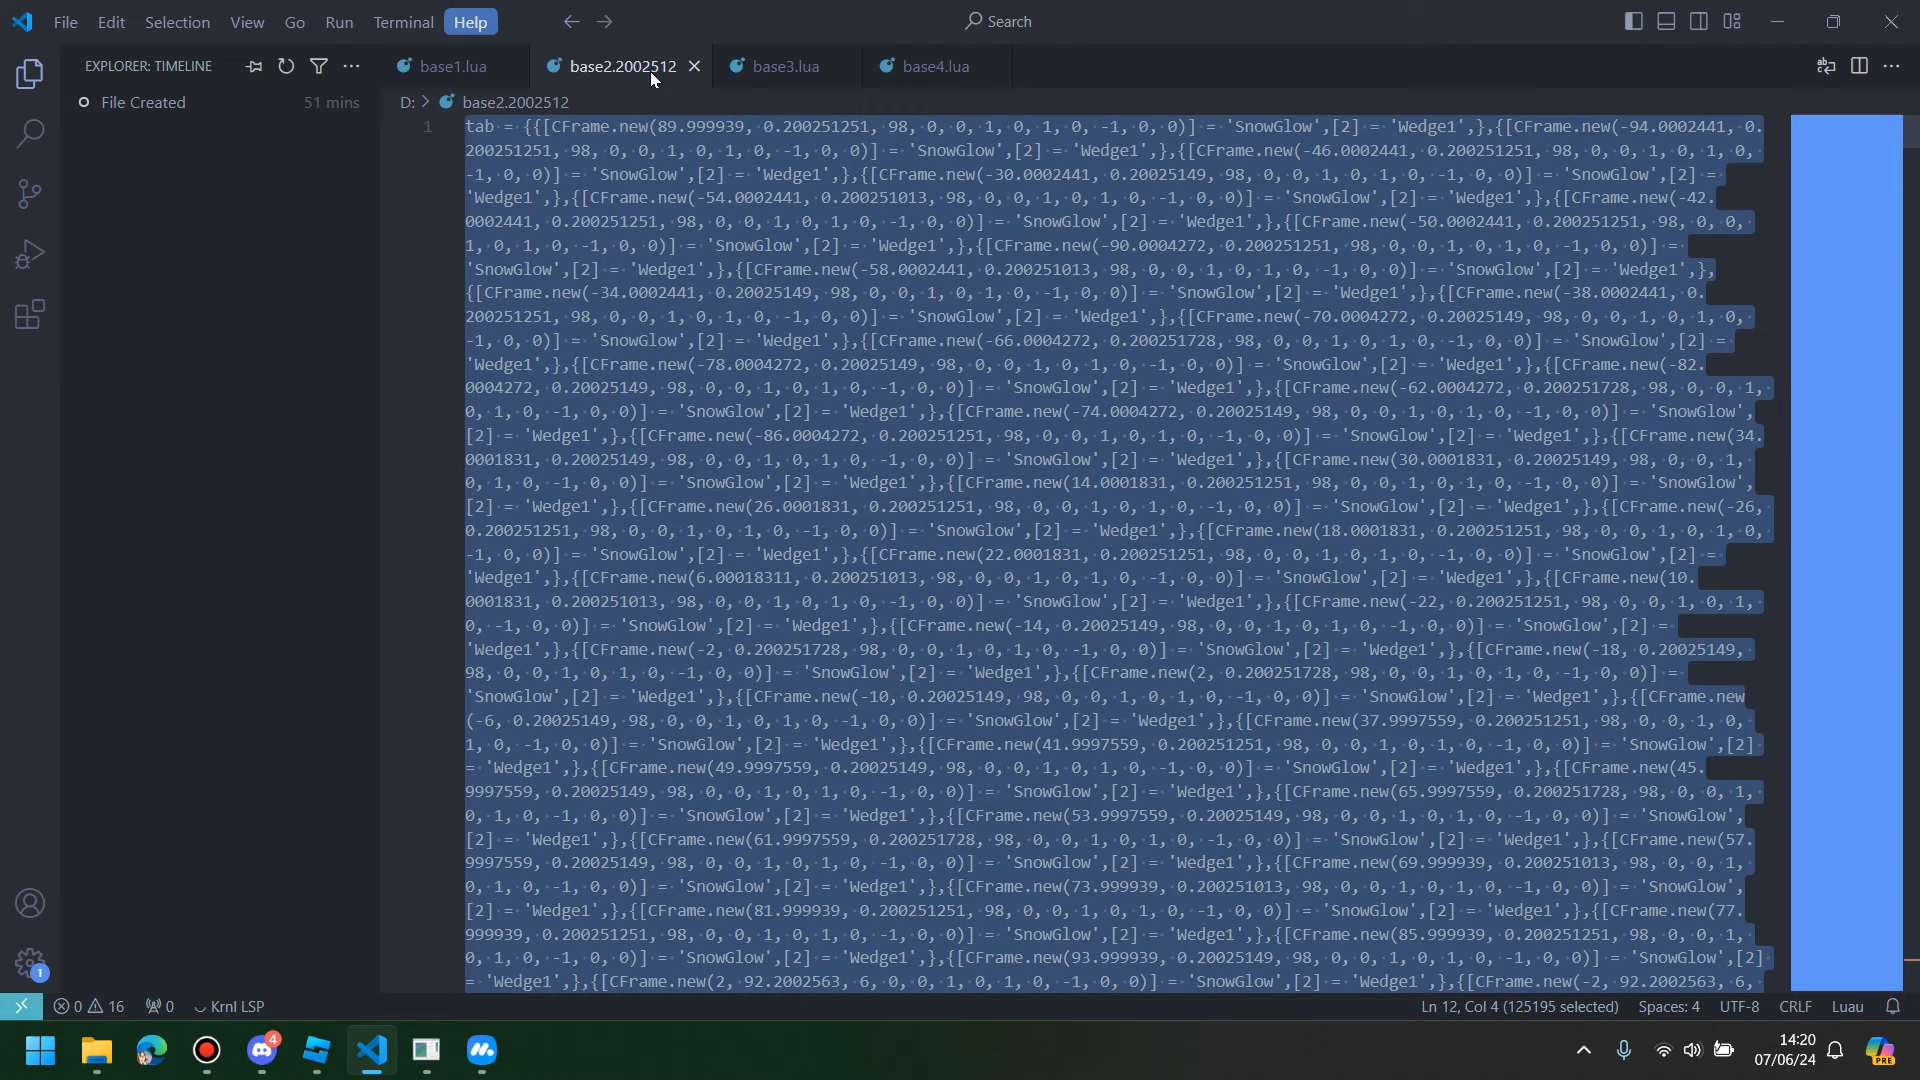 File Edit Selection View Go Run Terminal Help Search
EXPLORER: TIMELINE
base1.lua base2.2002512 base3.lua base4.lua
File Created 51 mins
D: > base2.2002512
1
tab = {{[CFrame.new(89.999939, 0.200251251, 98, 0, 0, 1, 0, 1, 0, -1, 0, 0)] = 'SnowGlow',[2] = 'Wedge1',},{[CFrame.new(-94.0002441, 0.
200251251, 98, 0, 0, 1, 0, 1, 0, -1, 0, 0)] = 'SnowGlow',[2] = 'Wedge1',},{[CFrame.new(-46.0002441, 0.200251251, 98, 0, 0, 1, 0, 1, 0,
-1, 0, 0)] = 'SnowGlow',[2] = 'Wedge1',},{[CFrame.new(-30.0002441, 0.20025149, 98, 0, 0, 1, 0, 1, 0, -1, 0, 0)] = 'SnowGlow',[2] =
'Wedge1',},{[CFrame.new(-54.0002441, 0.200251013, 98, 0, 0, 1, 0, 1, 0, -1, 0, 0)] = 'SnowGlow',[2] = 'Wedge1',},{[CFrame.new(-42.
0002441, 0.200251251, 98, 0, 0, 1, 0, 1, 0, -1, 0, 0)] = 'SnowGlow',[2] = 'Wedge1',},{[CFrame.new(-50.0002441, 0.200251251, 98, 0, 0,
1, 0, 1, 0, -1, 0, 0)] = 'SnowGlow',[2] = 'Wedge1',},{[CFrame.new(-90.0004272, 0.200251251, 98, 0, 0, 1, 0, 1, 0, -1, 0, 0)] =
'SnowGlow',[2] = 'Wedge1',},{[CFrame.new(-58.0002441, 0.200251013, 98, 0, 0, 1, 0, 1, 0, -1, 0, 0)] = 'SnowGlow',[2] = 'Wedge1',},
{[CFrame.new(-34.0002441, 0.20025149, 98, 0, 0, 1, 0, 1, 0, -1, 0, 0)] = 'SnowGlow',[2] = 'Wedge1',},{[CFrame.new(-38.0002441, 0.
200251251, 98, 0, 0, 1, 0, 1, 0, -1, 0, 0)] = 'SnowGlow',[2] = 'Wedge1',},{[CFrame.new(-70.0004272, 0.20025149, 98, 0, 0, 1, 0, 1, 0,
-1, 0, 0)] = 'SnowGlow',[2] = 'Wedge1',},{[CFrame.new(-66.0004272, 0.200251728, 98, 0, 0, 1, 0, 1, 0, -1, 0, 0)] = 'SnowGlow',[2] =
'Wedge1',},{[CFrame.new(-78.0004272, 0.20025149, 98, 0, 0, 1, 0, 1, 0, -1, 0, 0)] = 'SnowGlow',[2] = 'Wedge1',},{[CFrame.new(-82.
0004272, 0.20025149, 98, 0, 0, 1, 0, 1, 0, -1, 0, 0)] = 'SnowGlow',[2] = 'Wedge1',},{[CFrame.new(-62.0004272, 0.200251728, 98, 0, 0, 1,
0, 1, 0, -1, 0, 0)] = 'SnowGlow',[2] = 'Wedge1',},{[CFrame.new(-74.0004272, 0.20025149, 98, 0, 0, 1, 0, 1, 0, -1, 0, 0)] = 'SnowGlow',
[2] = 'Wedge1',},{[CFrame.new(-86.0004272, 0.200251251, 98, 0, 0, 1, 0, 1, 0, -1, 0, 0)] = 'SnowGlow',[2] = 'Wedge1',},{[CFrame.new(34.
0001831, 0.20025149, 98, 0, 0, 1, 0, 1, 0, -1, 0, 0)] = 'SnowGlow',[2] = 'Wedge1',},{[CFrame.new(30.0001831, 0.20025149, 98, 0, 0, 1,
0, 1, 0, -1, 0, 0)] = 'SnowGlow',[2] = 'Wedge1',},{[CFrame.new(14.0001831, 0.200251251, 98, 0, 0, 1, 0, 1, 0, -1, 0, 0)] = 'SnowGlow',
[2] = 'Wedge1',},{[CFrame.new(26.0001831, 0.200251251, 98, 0, 0, 1, 0, 1, 0, -1, 0, 0)] = 'SnowGlow',[2] = 'Wedge1',},{[CFrame.new(-26,
0.200251251, 98, 0, 0, 1, 0, 1, 0, -1, 0, 0)] = 'SnowGlow',[2] = 'Wedge1',},{[CFrame.new(18.0001831, 0.200251251, 98, 0, 0, 1, 0, 1, 0,
-1, 0, 0)] = 'SnowGlow',[2] = 'Wedge1',},{[CFrame.new(22.0001831, 0.200251251, 98, 0, 0, 1, 0, 1, 0, -1, 0, 0)] = 'SnowGlow',[2] =
'Wedge1',},{[CFrame.new(6.00018311, 0.200251013, 98, 0, 0, 1, 0, 1, 0, -1, 0, 0)] = 'SnowGlow',[2] = 'Wedge1',},{[CFrame.new(10.
0001831, 0.200251013, 98, 0, 0, 1, 0, 1, 0, -1, 0, 0)] = 'SnowGlow',[2] = 'Wedge1',},{[CFrame.new(-22, 0.200251251, 98, 0, 0, 1, 0, 1,
0, -1, 0, 0)] = 'SnowGlow',[2] = 'Wedge1',},{[CFrame.new(-14, 0.20025149, 98, 0, 0, 1, 0, 1, 0, -1, 0, 0)] = 'SnowGlow',[2] =
'Wedge1',},{[CFrame.new(-2, 0.200251728, 98, 0, 0, 1, 0, 1, 0, -1, 0, 0)] = 'SnowGlow',[2] = 'Wedge1',},{[CFrame.new(-18, 0.20025149,
98, 0, 0, 1, 0, 1, 0, -1, 0, 0)] = 'SnowGlow',[2] = 'Wedge1',},{[CFrame.new(2, 0.200251728, 98, 0, 0, 1, 0, 1, 0, -1, 0, 0)] =
'SnowGlow',[2] = 'Wedge1',},{[CFrame.new(-10, 0.20025149, 98, 0, 0, 1, 0, 1, 0, -1, 0, 0)] = 'SnowGlow',[2] = 'Wedge1',},{[CFrame.new
(-6, 0.20025149, 98, 0, 0, 1, 0, 1, 0, -1, 0, 0)] = 'SnowGlow',[2] = 'Wedge1',},{[CFrame.new(37.9997559, 0.200251251, 98, 0, 0, 1, 0,
1, 0, -1, 0, 0)] = 'SnowGlow',[2] = 'Wedge1',},{[CFrame.new(41.9997559, 0.200251251, 98, 0, 0, 1, 0, 1, 0, -1, 0, 0)] = 'SnowGlow',[2]
= 'Wedge1',},{[CFrame.new(49.9997559, 0.20025149, 98, 0, 0, 1, 0, 1, 0, -1, 0, 0)] = 'SnowGlow',[2] = 'Wedge1',},{[CFrame.new(45.
9997559, 0.20025149, 98, 0, 0, 1, 0, 1, 0, -1, 0, 0)] = 'SnowGlow',[2] = 'Wedge1',},{[CFrame.new(65.9997559, 0.200251728, 98, 0, 0, 1,
0, 1, 0, -1, 0, 0)] = 'SnowGlow',[2] = 'Wedge1',},{[CFrame.new(53.9997559, 0.20025149, 98, 0, 0, 1, 0, 1, 0, -1, 0, 0)] = 'SnowGlow',
[2] = 'Wedge1',},{[CFrame.new(61.9997559, 0.200251728, 98, 0, 0, 1, 0, 1, 0, -1, 0, 0)] = 'SnowGlow',[2] = 'Wedge1',},{[CFrame.new(57.
9997559, 0.20025149, 98, 0, 0, 1, 0, 1, 0, -1, 0, 0)] = 'SnowGlow',[2] = 'Wedge1',},{[CFrame.new(69.999939, 0.200251013, 98, 0, 0, 1,
0, 1, 0, -1, 0, 0)] = 'SnowGlow',[2] = 'Wedge1',},{[CFrame.new(73.999939, 0.200251013, 98, 0, 0, 1, 0, 1, 0, -1, 0, 0)] = 'SnowGlow',
[2] = 'Wedge1',},{[CFrame.new(81.999939, 0.200251251, 98, 0, 0, 1, 0, 1, 0, -1, 0, 0)] = 'SnowGlow',[2] = 'Wedge1',},{[CFrame.new(77.
999939, 0.200251251, 98, 0, 0, 1, 0, 1, 0, -1, 0, 0)] = 'SnowGlow',[2] = 'Wedge1',},{[CFrame.new(85.999939, 0.200251251, 98, 0, 0, 1,
0, 1, 0, -1, 0, 0)] = 'SnowGlow',[2] = 'Wedge1',},{[CFrame.new(93.999939, 0.20025149, 98, 0, 0, 1, 0, 1, 0, -1, 0, 0)] = 'SnowGlow',[2]
= 'Wedge1',},{[CFrame.new(2, 92.2002563, 6, 0, 0, 1, 0, 1, 0, -1, 0, 0)] = 'SnowGlow',[2] = 'Wedge1',},{[CFrame.new(-2, 92.2002563, 6,
1
0 16 0 Krnl LSP Ln 12, Col 4 (125195 selected) Spaces: 4 UTF-8 CRLF Luau
4
14:20
07/06/24
PRE